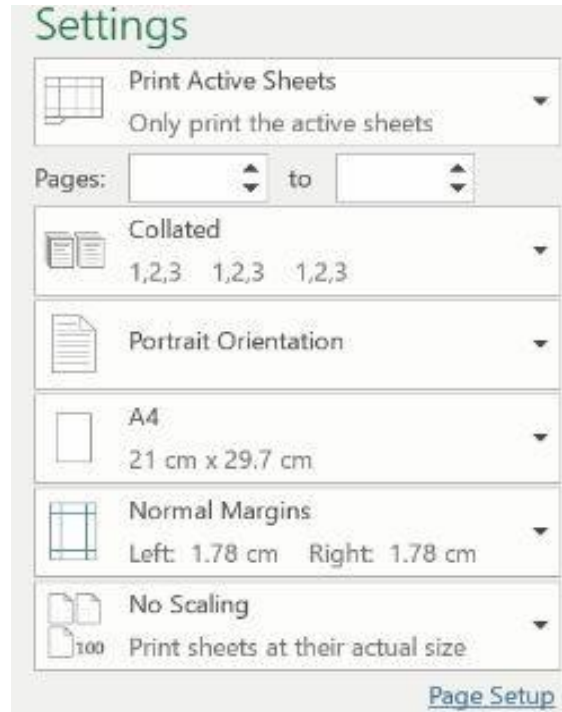 Settings
Print Active Sheets
Only print the active sheets
Pages: to
Collated
1,2,3 1,2,3 1,2,3
Portrait Orientation
A4
21 cm x 29.7 cm
Normal Margins
Left: 1.78 cm Right: 1.78 cm
No Scaling
100 Print sheets at their actual size
Page Setup